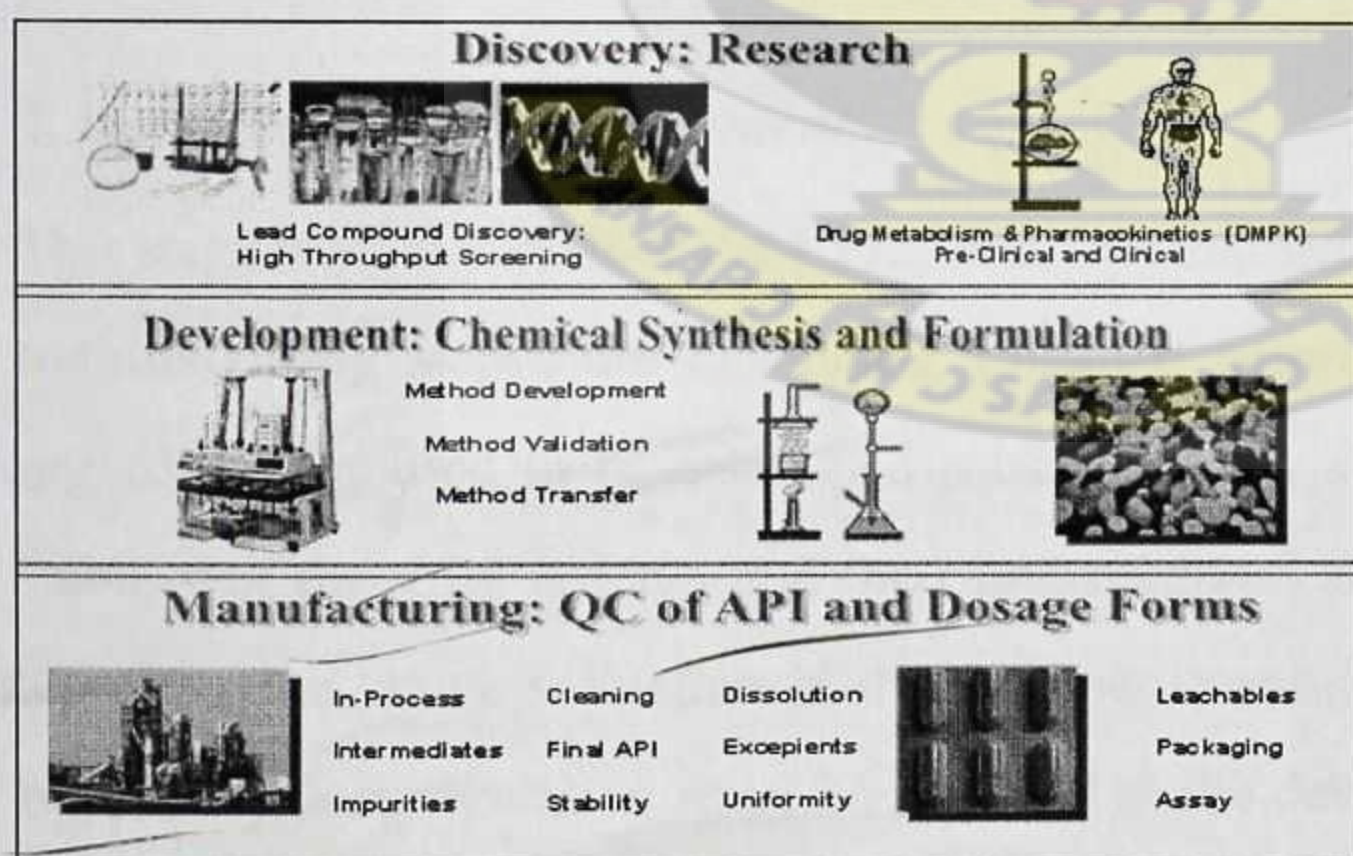 Discovery: Research
Lead Compound Discovery:
High Throughput Screening
Drug Metabolism & Pharmacokinetics (DMPK)
Pre-Clinical and Clinical
Development: Chemical Synthesis and Formulation
Method Development
Method Validation
Method Transfer
Manufacturing: QC of API and Dosage Forms
In-Process
Intermediates
Impurities
Cleaning
Final API
Stability
Dissolution
Excepients
Uniformity
Leachables
Packaging
Assay